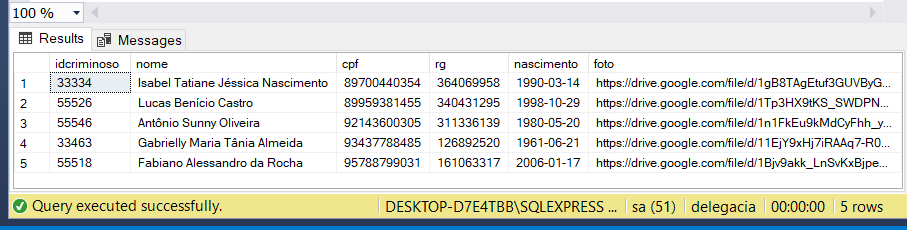 100 %
Results Messages
idcriminoso nome cpf rg nascimento foto
1 33334 Isabel Tatiane Jéssica Nascimento 89700440354 364069958 1990-03-14 https://drive.google.com/file/d/1gB8TAgEtuf3GUVByG...
2 55526 Lucas Benício Castro 89959381455 340431295 1998-10-29 https://drive.google.com/file/d/1Tp3HX9tKS_SWDPN...
3 55546 Antônio Sunny Oliveira 92143600305 311336139 1980-05-20 https://drive.google.com/file/d/1n1FkEu9kMdCyFhh_y...
4 33463 Gabrielly Maria Tânia Almeida 93437788485 126892520 1961-06-21 https://drive.google.com/file/d/11EjY9xHj7iRAAq7-R0...
5 55518 Fabiano Alessandro da Rocha 95788799031 161063317 2006-01-17 https://drive.google.com/file/d/1Bjv9akk_LnSvKxBjpe...
Query executed successfully. DESKTOP-D7E4TBB\SQLEXPRESS ... sa (51) delegacia 00:00:00 5 rows